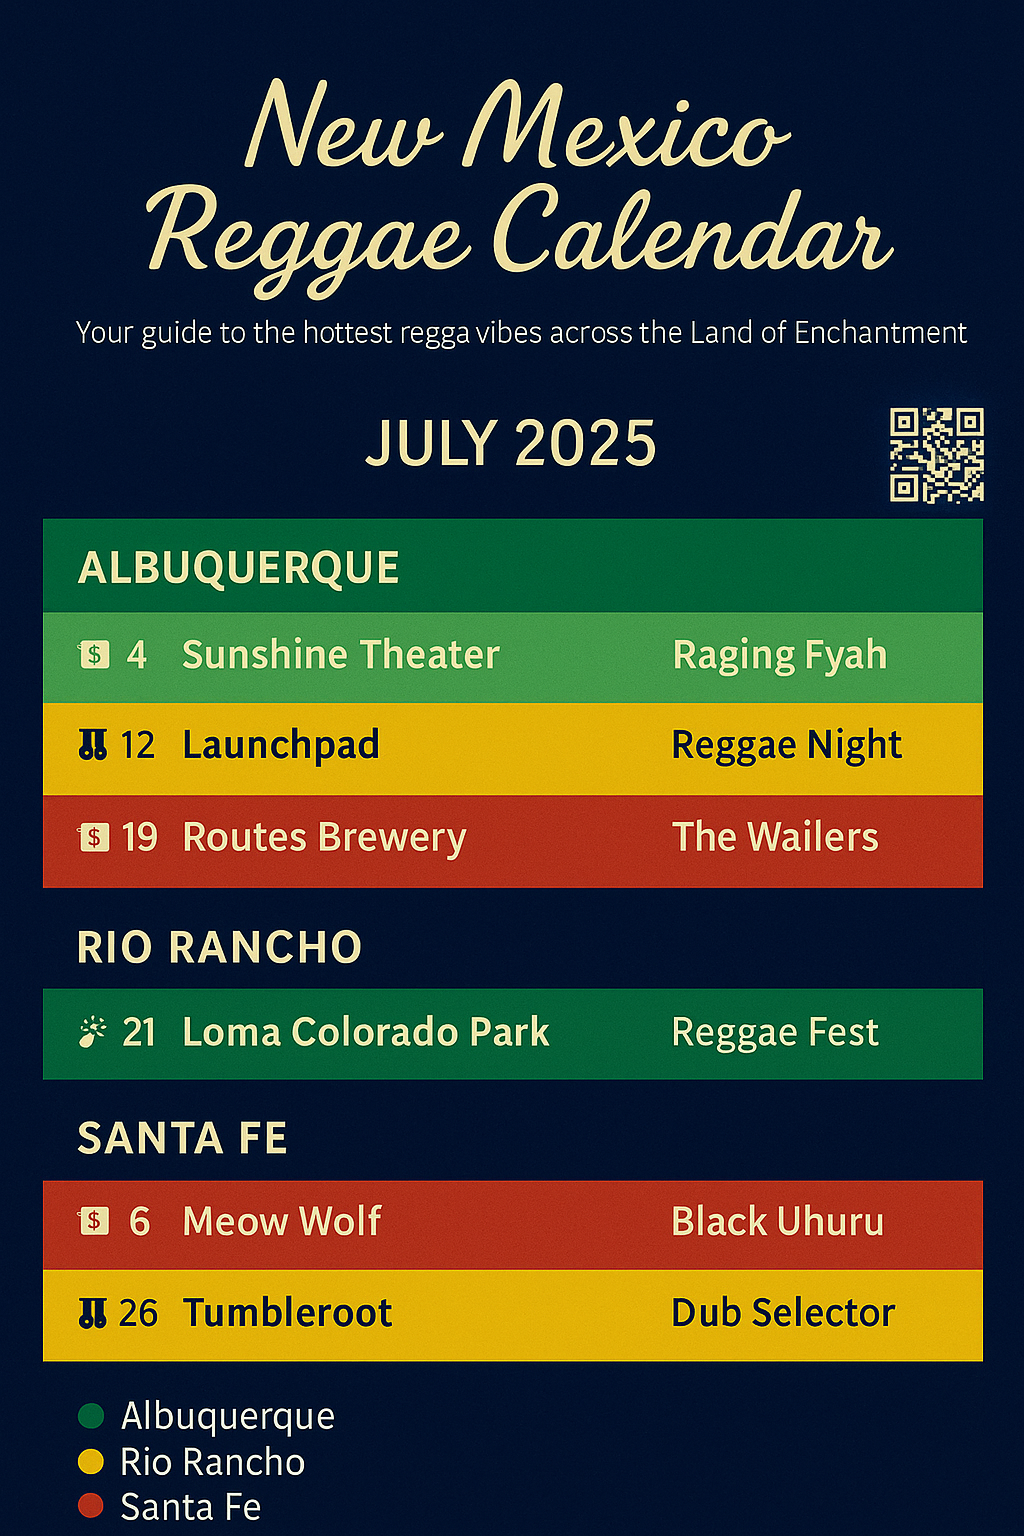 New Mexico
Reggae Calendar
Your guide to the hottest regga vibes across the Land of Enchantment
JULY 2025
ALBUQUERQUE
$ 4 Sunshine Theater Raging Fyah
12 Launchpad Reggae Night
$ 19 Routes Brewery The Wailers
RIO RANCHO
21 Loma Colorado Park Reggae Fest
SANTA FE
$ 6 Meow Wolf Black Uhuru
26 Tumbleroot Dub Selector
Albuquerque
Rio Rancho
Santa Fe